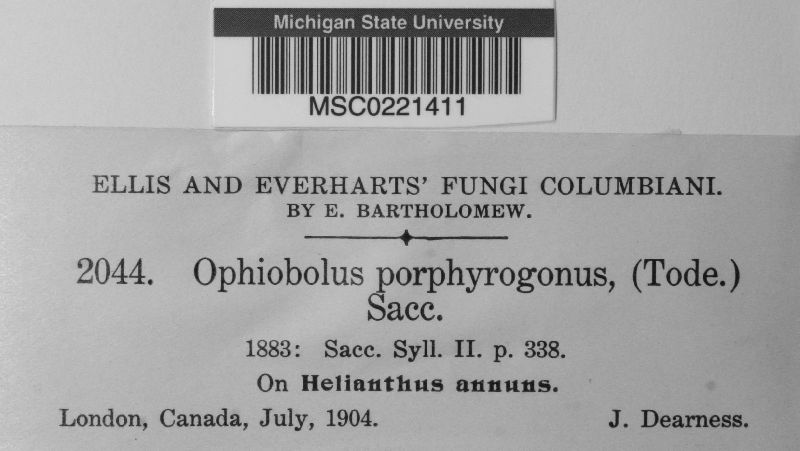 Michigan State University
MSC0221411
ELLIS AND EVERHARTS' FUNGI COLUMBIANI.
BY E. BARTHOLOMEW.
2044. Ophiobolus porphyrogonus, (Tode.)
Sacc.
1883: Sacc. Syll. II. p. 338.
On Helianthus annuus.
London, Canada, July, 1904. J. Dearness.